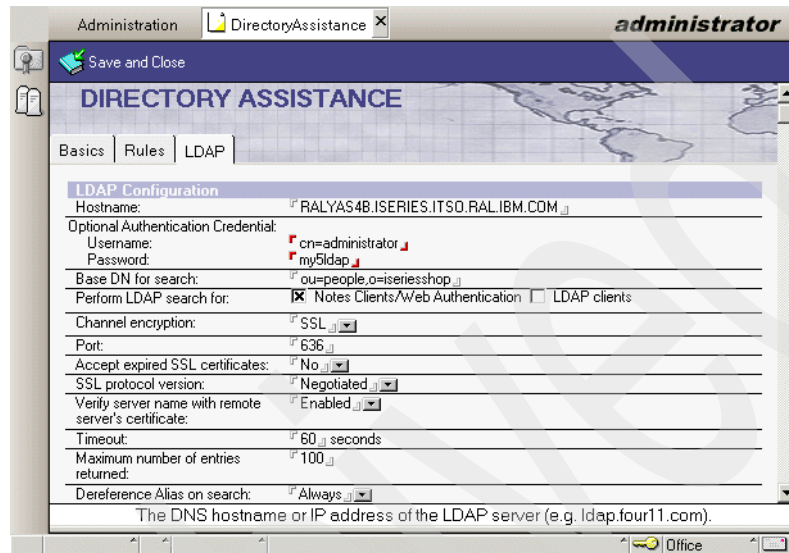 Administration DirectoryAssistance administrator
Save and Close
DIRECTORY ASSISTANCE
Basics Rules LDAP
LDAP Configuration
Hostname: RALYAS4B.ISERIES.ITSO.RAL.IBM.COM
Optional Authentication Credential:
Username: cn=administrator
Password: my5ldap
Base DN for search: ou=people,o=iseriesshop
Perform LDAP search for: Notes Clients/Web Authentication LDAP clients
Channel encryption: SSL
Port: 636
Accept expired SSL certificates: No
SSL protocol version: Negotiated
Verify server name with remote Enabled
server's certificate:
Timeout: 60 seconds
Maximum number of entries 100
returned:
Dereference Alias on search: Always
The DNS hostname or IP address of the LDAP server (e.g. ldap.four11.com).
Office